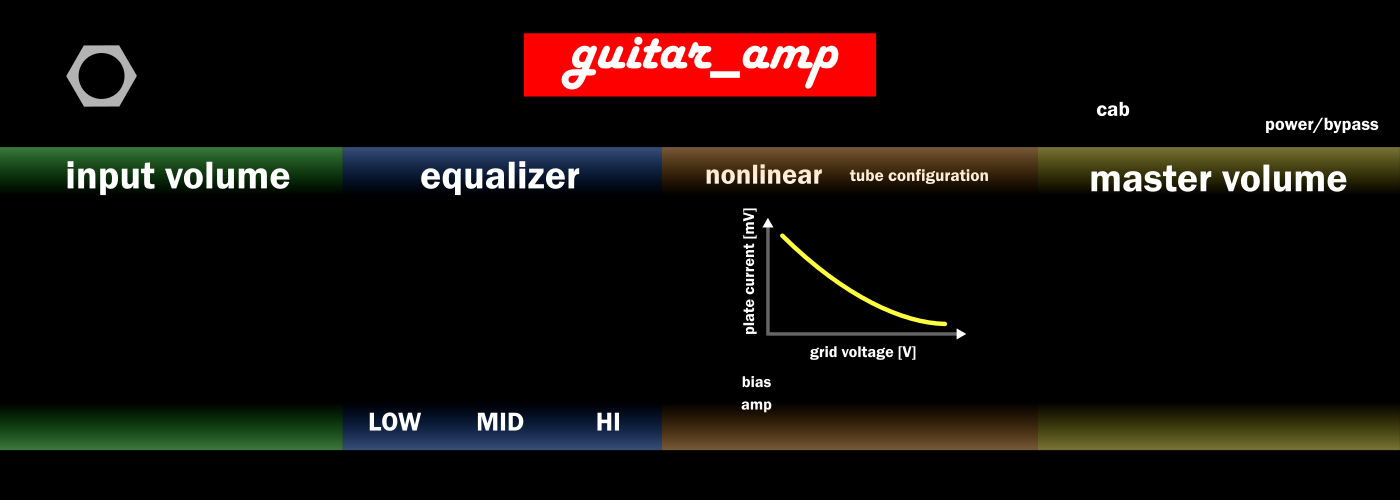 guitar_amp
cab
power/bypass
input volume
equalizer
nonlinear
tube configuration
master volume
plate current [mV]
grid voltage [V]
bias
amp
LOW
MID
HI